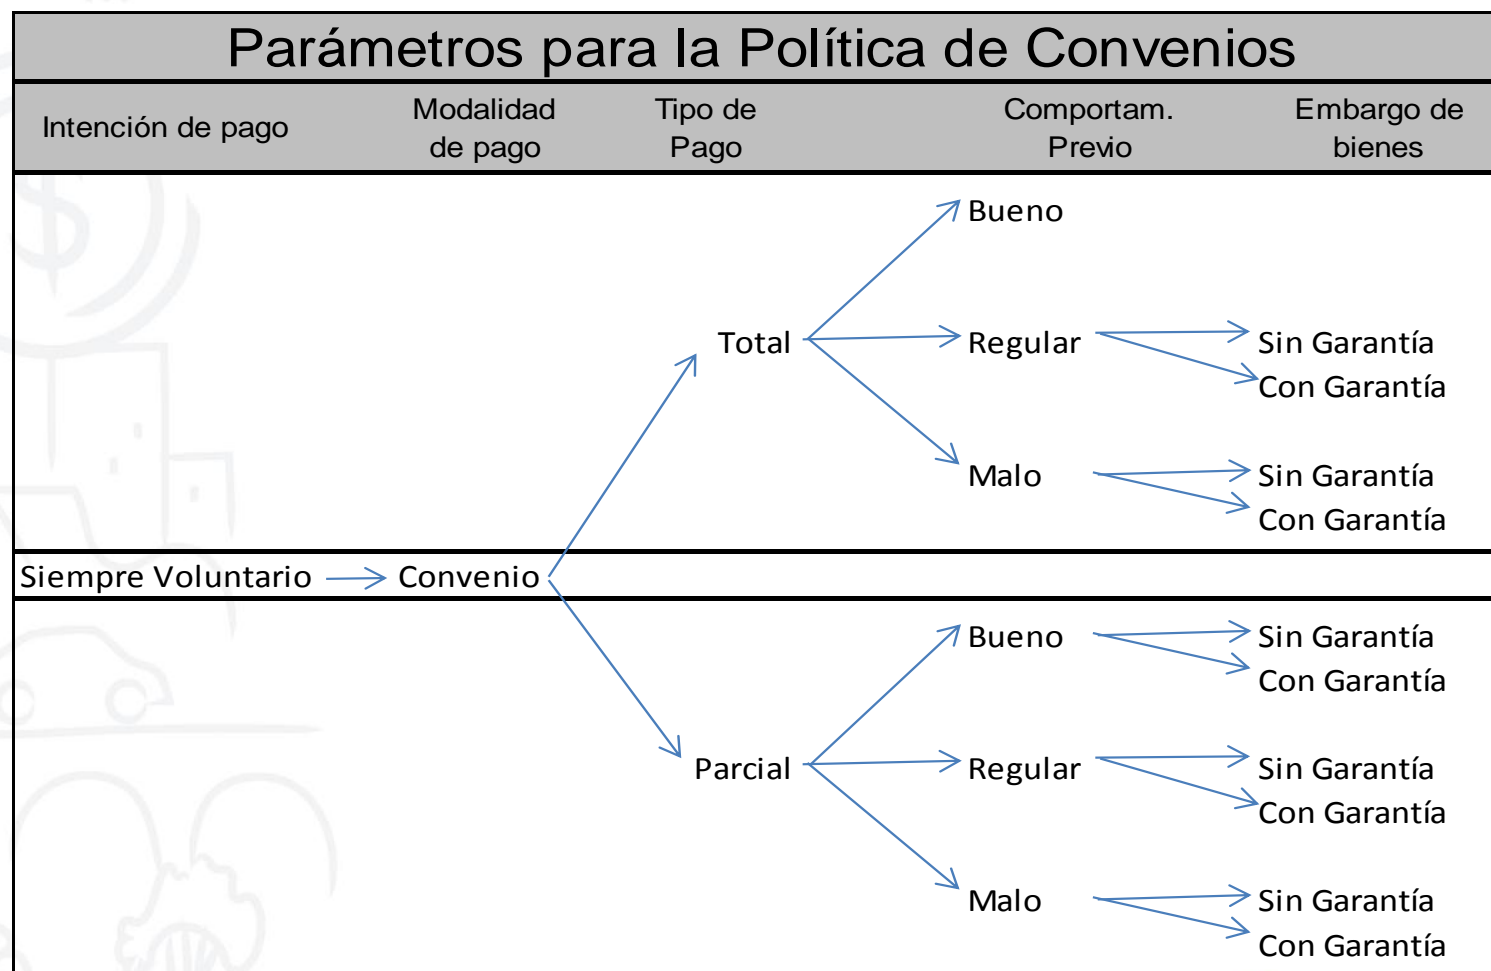 Parámetros para la Política de Convenios
Intención de pago
Modalidad
de pago
Tipo de
Pago
Comportam.
Previo
Embargo de
bienes
Bueno
Total
Regular
Sin Garantía
Con Garantía
Malo
Sin Garantía
Con Garantía
Siempre Voluntario
Convenio
Bueno
Sin Garantía
Con Garantía
Parcial
Regular
Sin Garantía
Con Garantía
Malo
Sin Garantía
Con Garantía